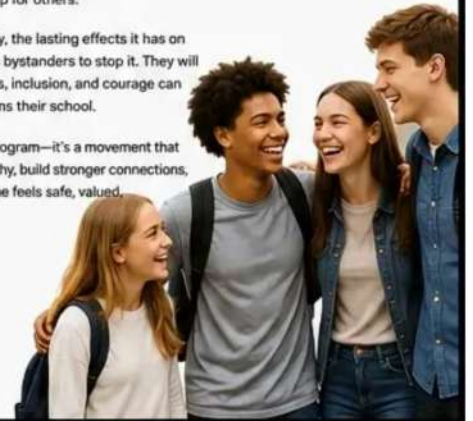 p for others.
y, the lasting effects it has on
bystanders to stop it. They will
s, inclusion, and courage can
ns their school.
ogram—it's a movement that
hy, build stronger connections,
e feels safe, valued,